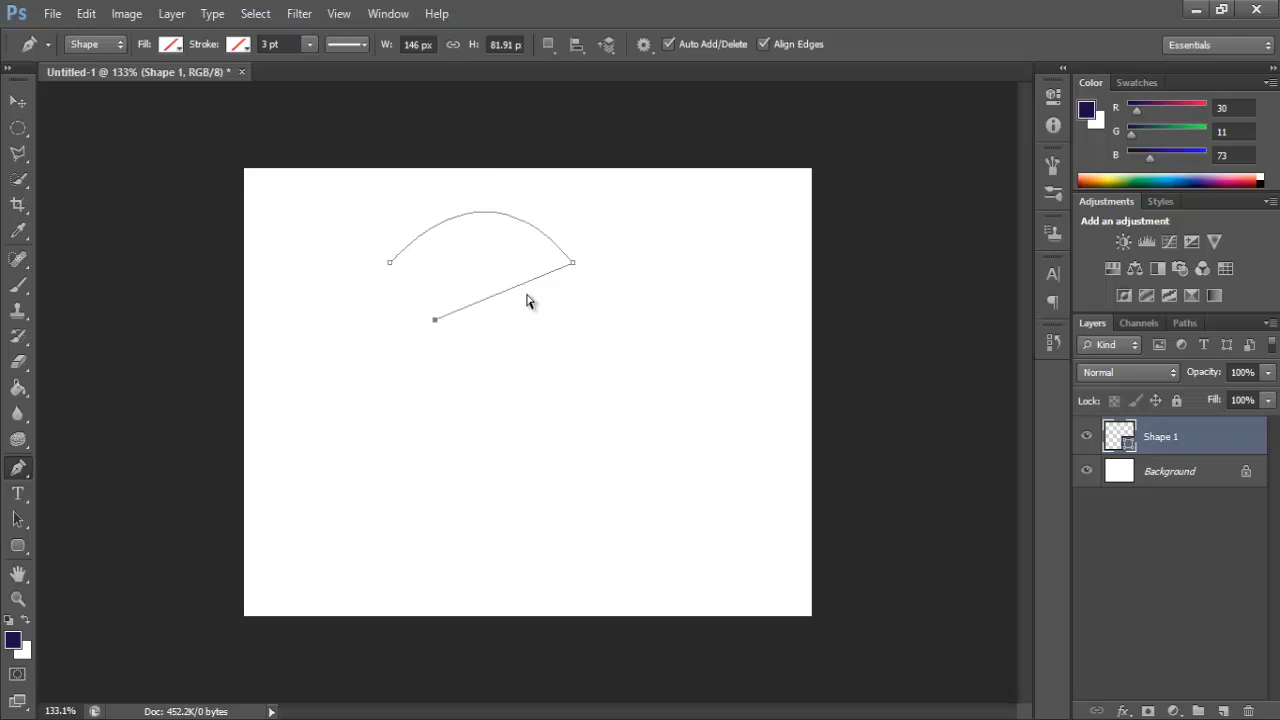 Ps File Edit Image Layer Type Select Filter View Window Help
Shape Fill: Stroke: 3 pt W: 146 px H: 81.91 p Auto Add/Delete Align Edges Essentials
Untitled-1 @ 133% (Shape 1, RGB/8) * ×
Color Swatches
R 30
G 11
B 73
Adjustments Styles
Add an adjustment
Layers Channels Paths
Kind
Normal Opacity: 100%
Lock: Fill: 100%
Shape 1
Background
133.1% Doc: 452.2K/0 bytes